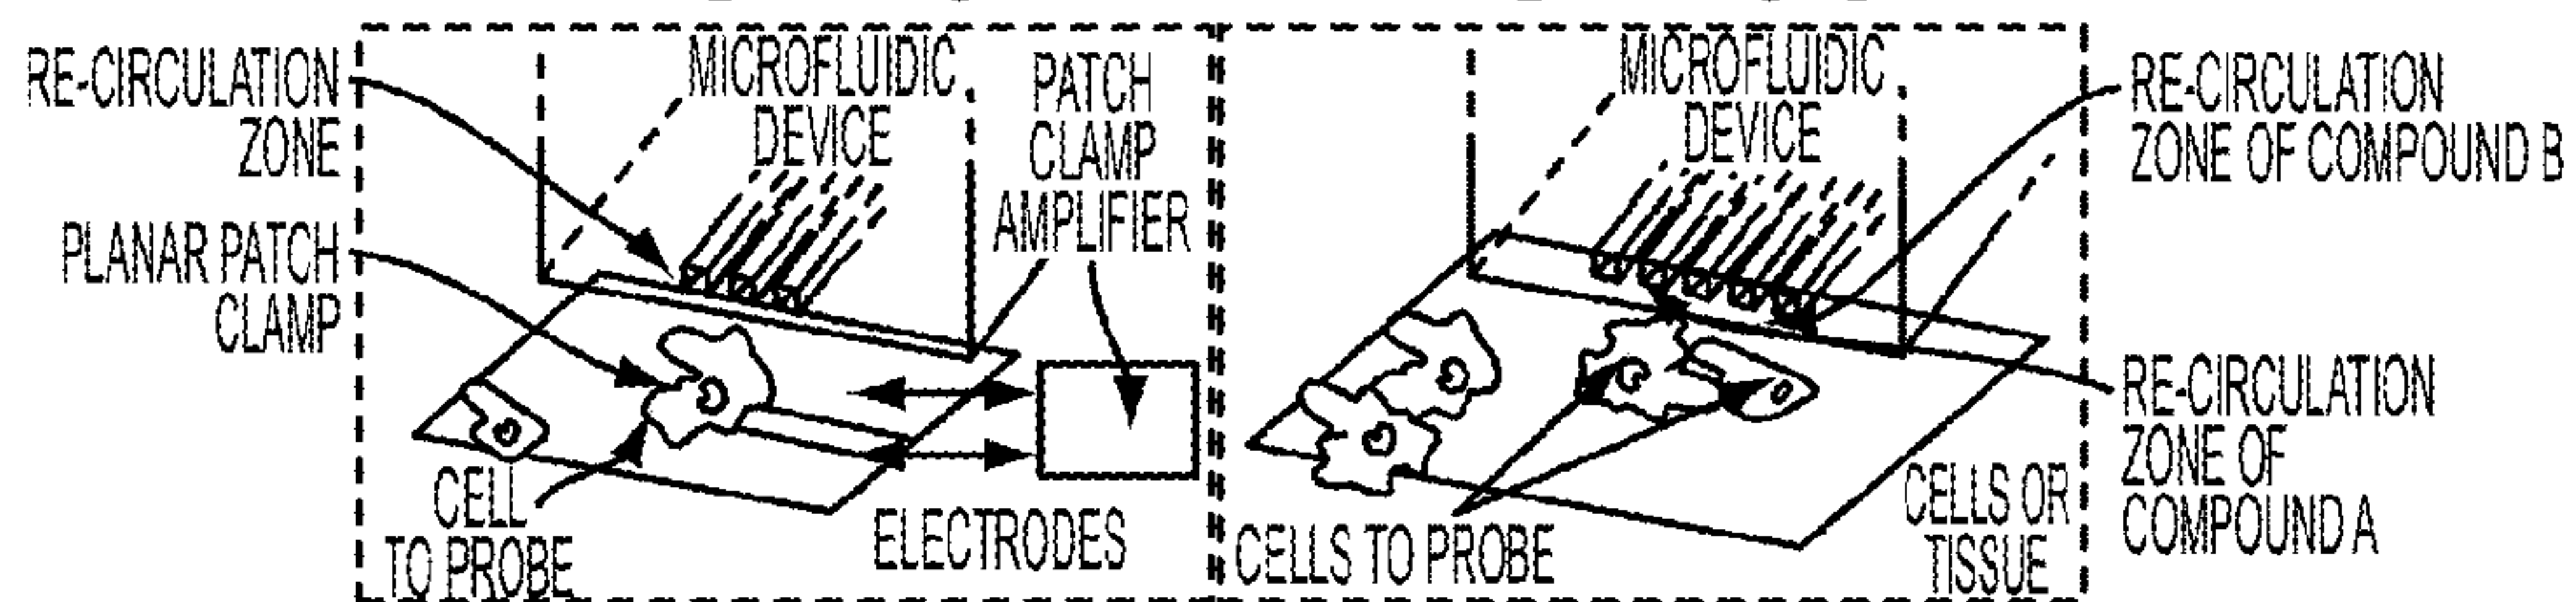 RE-CIRCULATION
ZONE
PLANAR PATCH
CLAMP
MICROFLUIDIC
DEVICE
PATCH
CLAMP
AMPLIFIER
CELL
TO PROBE
ELECTRODES
MICROFLUIDIC
DEVICE
RE-CIRCULATION
ZONE OF COMPOUND B
RE-CIRCULATION
ZONE OF
COMPOUND A
CELLS TO PROBE
CELLS OR
TISSUE